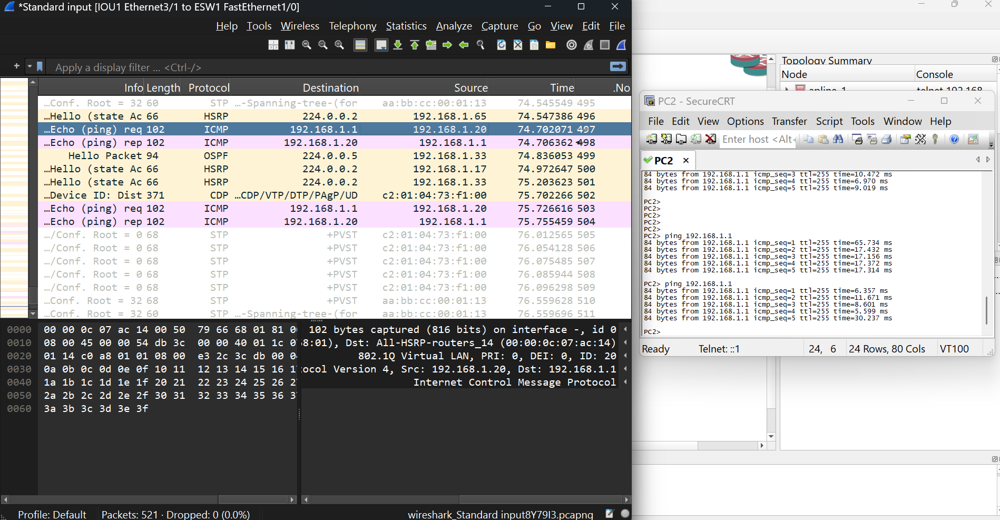 *Standard input [IOU1 Ethernet3/1 to ESW1 FastEthernet1/0]
Help Tools Wireless Telephony Statistics Analyze Capture Go View Edit File
Apply a display filter ... <Ctrl-/>
Info Length Protocol Destination Source Time .No
...Conf. Root = 32 60 STP ...-Spanning-tree-(for aa:bb:cc:00:01:13 74.545549 495
...Hello (state Ac 66 HSRP 224.0.0.2 192.168.1.65 74.547386 496
...Echo (ping) req 102 ICMP 192.168.1.1 192.168.1.20 74.702071 497
...Echo (ping) rep 102 ICMP 192.168.1.20 192.168.1.1 74.706362 498
Hello Packet 94 OSPF 224.0.0.5 192.168.1.33 74.836053 499
...Hello (state Ac 66 HSRP 224.0.0.2 192.168.1.17 74.972647 500
...Hello (state Ac 66 HSRP 224.0.0.2 192.168.1.33 75.203623 501
...Device ID: Dist 371 CDP ...CDP/VTP/DTP/PAgP/UD c2:01:04:73:f1:00 75.702266 502
...Echo (ping) req 102 ICMP 192.168.1.1 192.168.1.20 75.726616 503
...Echo (ping) rep 102 ICMP 192.168.1.20 192.168.1.1 75.755459 504
.../Conf. Root = 0 68 STP +PVST c2:01:04:73:f1:00 76.012565 505
.../Conf. Root = 0 68 STP +PVST c2:01:04:73:f1:00 76.054128 506
.../Conf. Root = 0 68 STP +PVST c2:01:04:73:f1:00 76.075485 507
.../Conf. Root = 0 68 STP +PVST c2:01:04:73:f1:00 76.085944 508
.../Conf. Root = 0 68 STP +PVST c2:01:04:73:f1:00 76.096298 509
...Conf. Root = 32 68 STP +PVST aa:bb:cc:00:01:13 76.559628 510
...Conf. Root = 32 60 STP ...-Spanning-tree-(for aa:bb:cc:00:01:13 76.559696 511
0000 00 00 0c 07 ac 14 00 50 79 66 68 01 81 0
0010 08 00 45 00 00 54 db 3c 00 00 40 01 1c 0
0020 01 14 c0 a8 01 01 08 00 e3 2c 3c db 00 0
0030 0a 0b 0c 0d 0e 0f 10 11 12 13 14 15 16 1
0040 1a 1b 1c 1d 1e 1f 20 21 22 23 24 25 26 2
0050 2a 2b 2c 2d 2e 2f 30 31 32 33 34 35 36 3
0060 3a 3b 3c 3d 3e 3f
102 bytes captured (816 bits) on interface -, id 0
8:01), Dst: All-HSRP-routers_14 (00:00:0c:07:ac:14)
802.1Q Virtual LAN, PRI: 0, DEI: 0, ID: 20
ocol Version 4, Src: 192.168.1.20, Dst: 192.168.1.1
Internet Control Message Protocol
Profile: Default Packets: 521 · Dropped: 0 (0.0%) wireshark_Standard input8Y79I3.pcapng
Topology Summary
Node Console
apline-1 telnet 192.168
PC2 - SecureCRT
File Edit View Options Transfer Script Tools Window Help
Enter host <Alt+
PC2
84 bytes from 192.168.1.1 icmp_seq=3 ttl=255 time=10.472 ms
84 bytes from 192.168.1.1 icmp_seq=4 ttl=255 time=6.970 ms
84 bytes from 192.168.1.1 icmp_seq=5 ttl=255 time=9.019 ms
PC2>
PC2>
PC2>
PC2>
PC2>
PC2> ping 192.168.1.1
84 bytes from 192.168.1.1 icmp_seq=1 ttl=255 time=65.734 ms
84 bytes from 192.168.1.1 icmp_seq=2 ttl=255 time=17.432 ms
84 bytes from 192.168.1.1 icmp_seq=3 ttl=255 time=17.156 ms
84 bytes from 192.168.1.1 icmp_seq=4 ttl=255 time=17.372 ms
84 bytes from 192.168.1.1 icmp_seq=5 ttl=255 time=17.314 ms
PC2> ping 192.168.1.1
84 bytes from 192.168.1.1 icmp_seq=1 ttl=255 time=6.357 ms
84 bytes from 192.168.1.1 icmp_seq=2 ttl=255 time=11.671 ms
84 bytes from 192.168.1.1 icmp_seq=3 ttl=255 time=8.601 ms
84 bytes from 192.168.1.1 icmp_seq=4 ttl=255 time=5.599 ms
84 bytes from 192.168.1.1 icmp_seq=5 ttl=255 time=30.237 ms
PC2>
Ready Telnet: ::1 24, 6 24 Rows, 80 Cols VT100